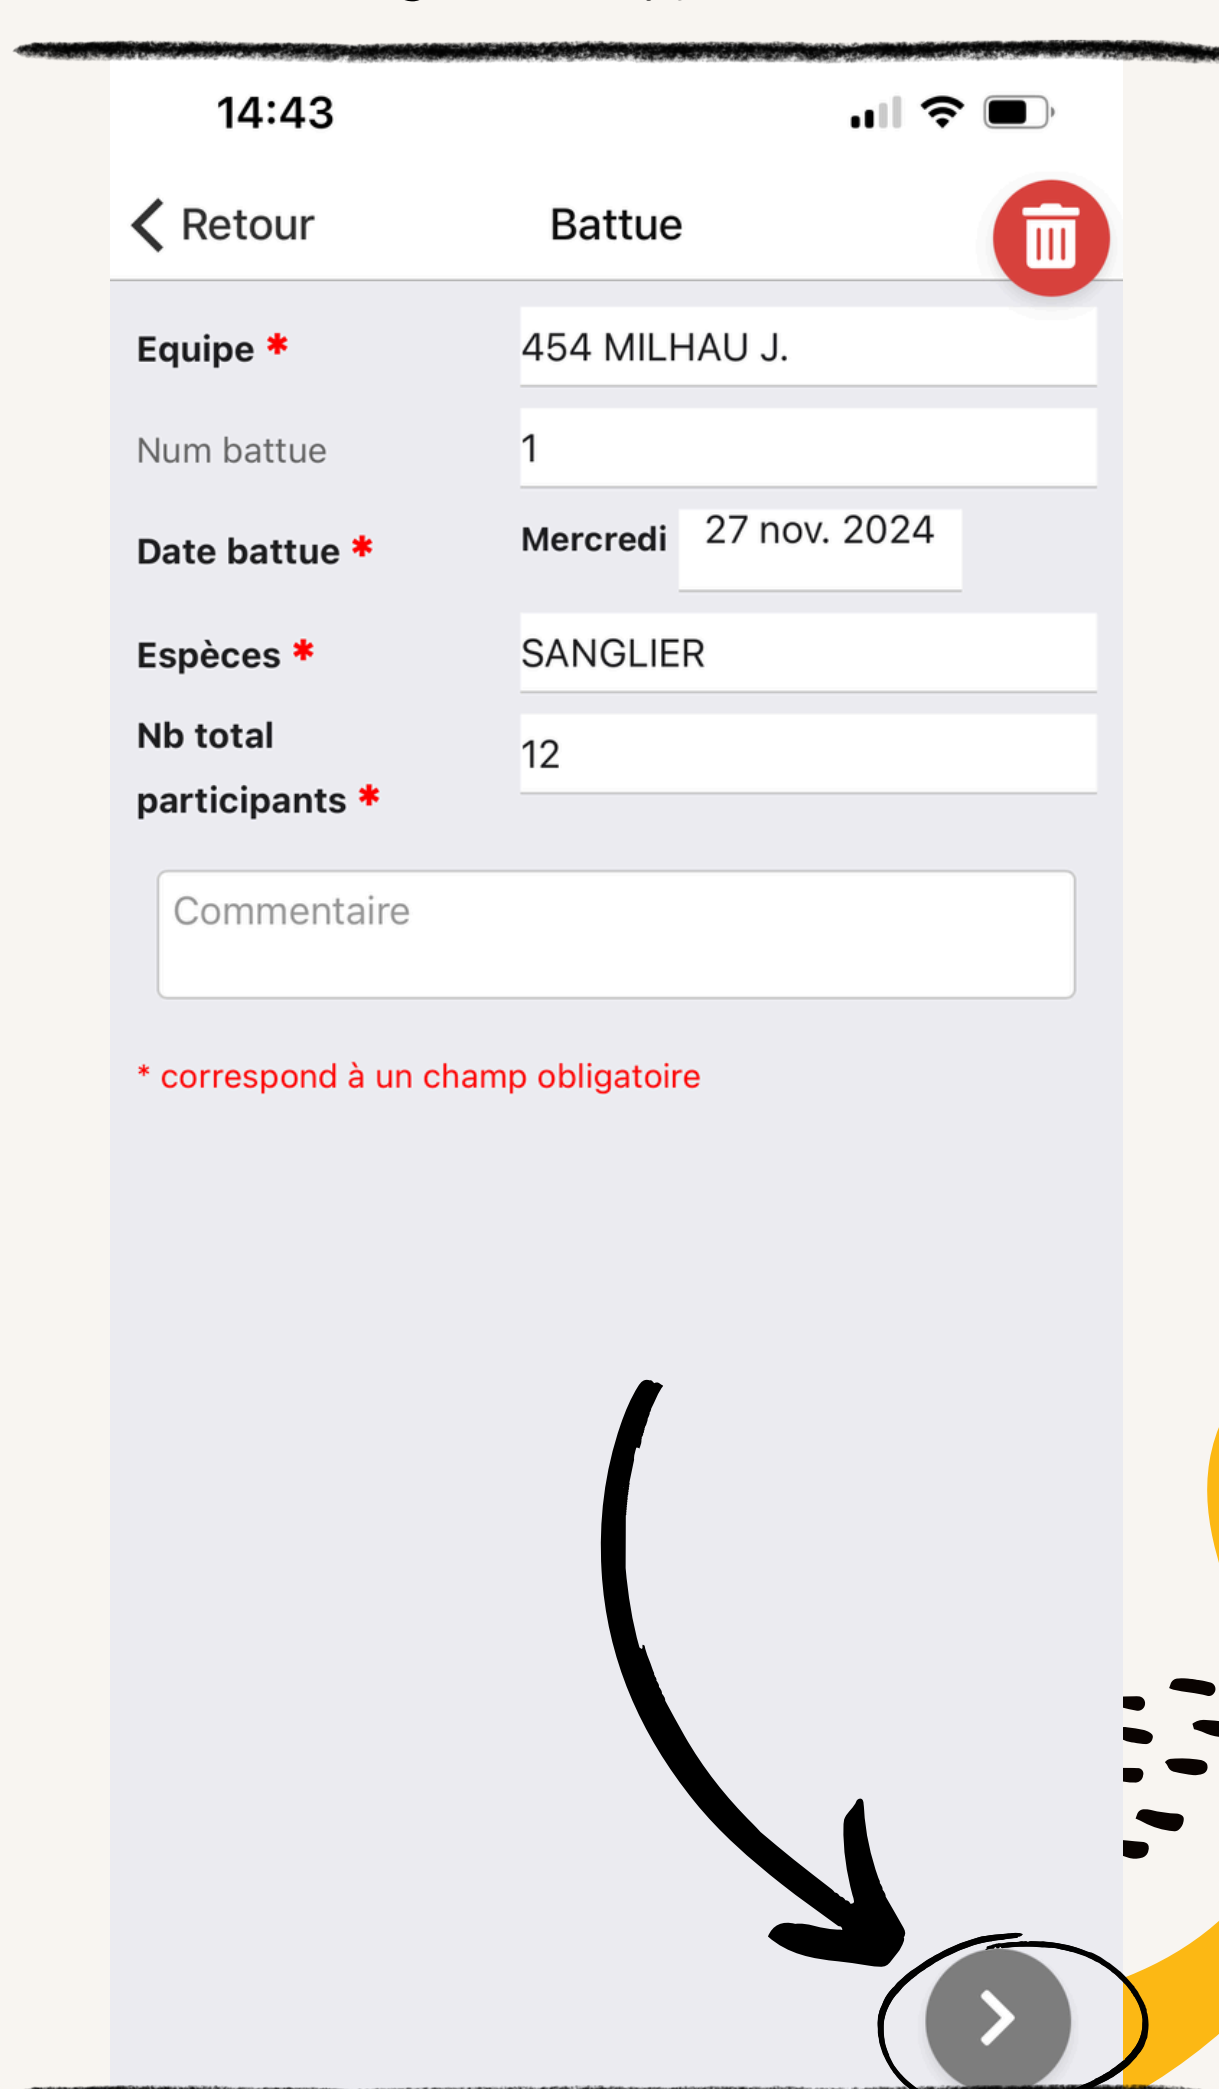 14:43
Retour
Battue
Equipe *
454 MILHAU J.
Num battue
1
Date battue *
Mercredi
27 nov. 2024
Espèces *
SANGLIER
Nb total
participants *
12
Commentaire
* correspond à un champ obligatoire